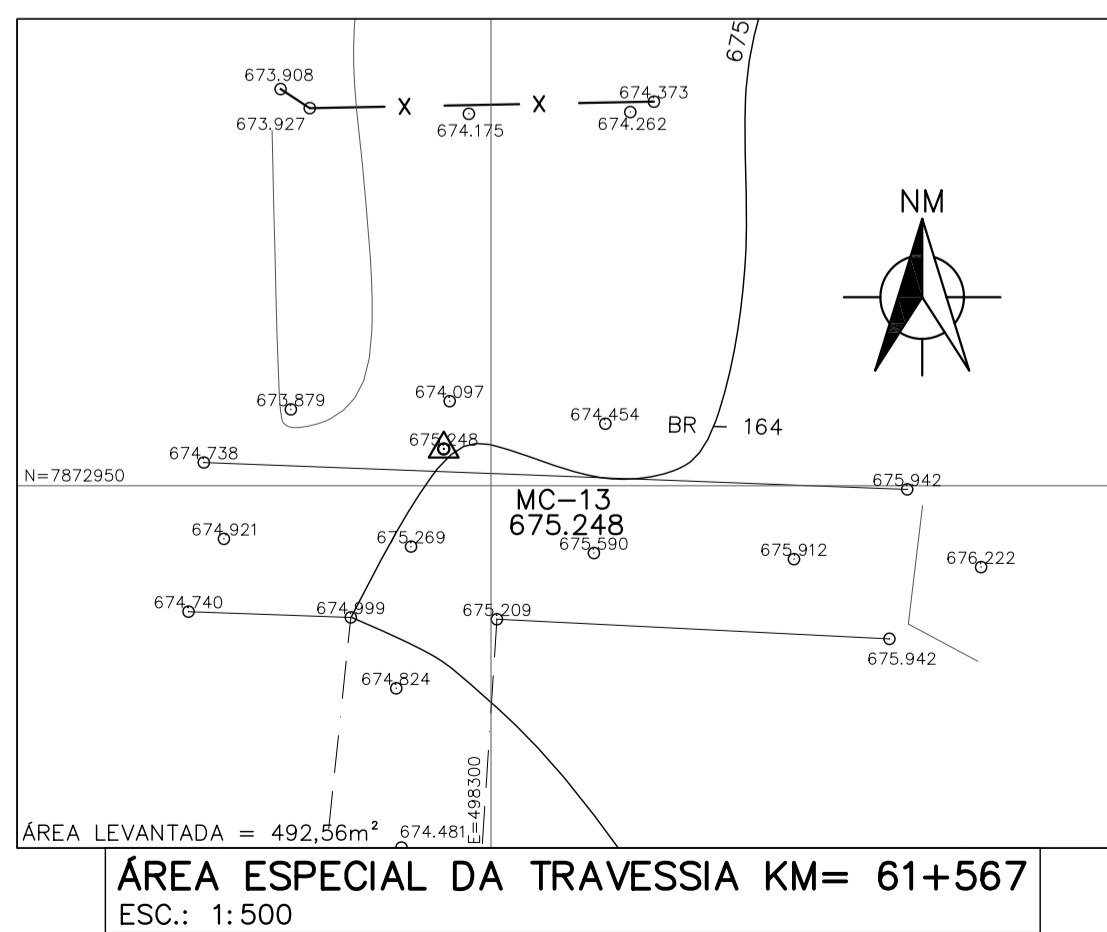 675
673.908
674.373
X
X
673.927
674.175
674.262
NM
673.879
674.097
674.454
BR - 164
675.248
674.738
N=7872950
675.942
MC-13
675.248
674.921
675.269
675.590
675.912
676.222
674.740
674.999
675.209
675.942
674.824
E=498300
ÁREA LEVANTADA = 492,56m²
674.481
ÁREA ESPECIAL DA TRAVESSIA KM= 61+567
ESC.: 1:500